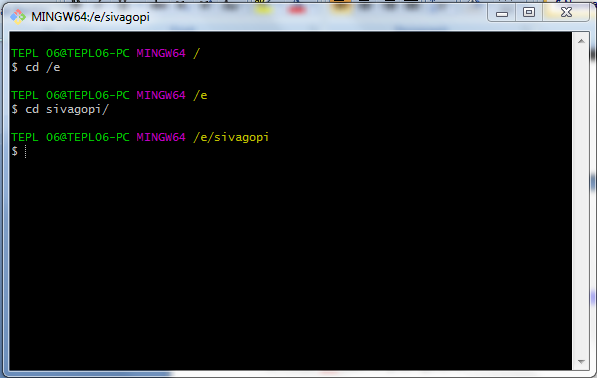 MINGW64:/e/sivagopi
TEPL 06@TEPL06-PC MINGW64 /
$ cd /e
TEPL 06@TEPL06-PC MINGW64 /e
$ cd sivagopi/
TEPL 06@TEPL06-PC MINGW64 /e/sivagopi
$